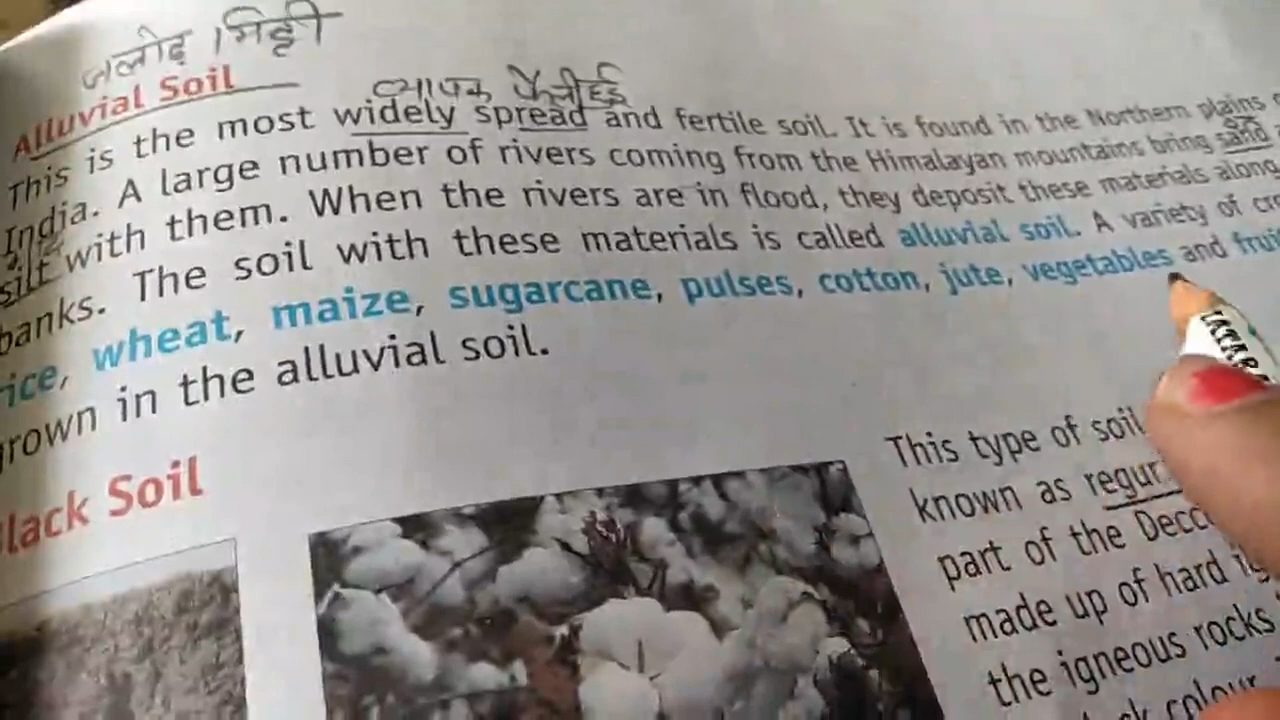 जलोढ़ मिट्टी
Alluvial Soil
व्यापक फैली हुई
This is the most widely spread and fertile soil. It is found in the Northern plains
India. A large number of rivers coming from the Himalayan mountains bring sand
silt with them. When the rivers are in flood, they deposit these materials along
banks. The soil with these materials is called alluvial soil. A variety of
wheat, maize, sugarcane, pulses, cotton, jute, vegetables and
grown in the alluvial soil.
Black Soil
This type of soil
known as regur
part of the
made up of hard
the igneous rocks
colour